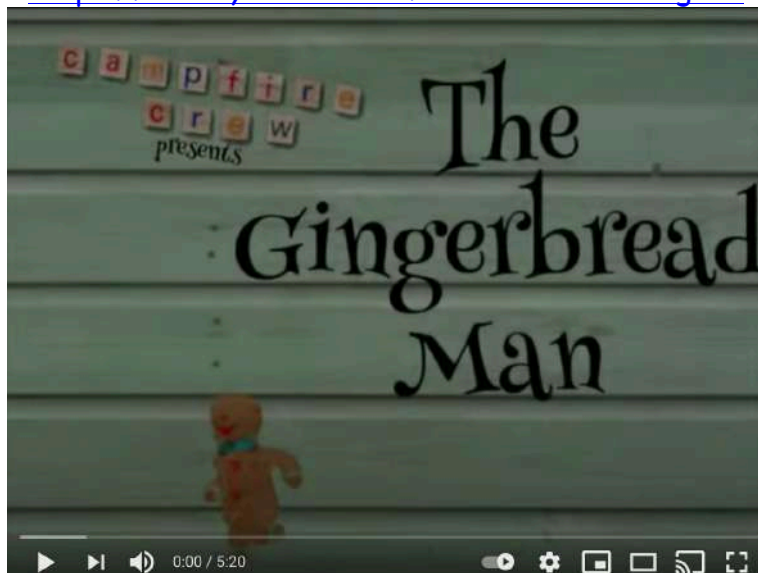 campfire
crew
presents
The
Gingerbread
Man
0:00 / 5:20